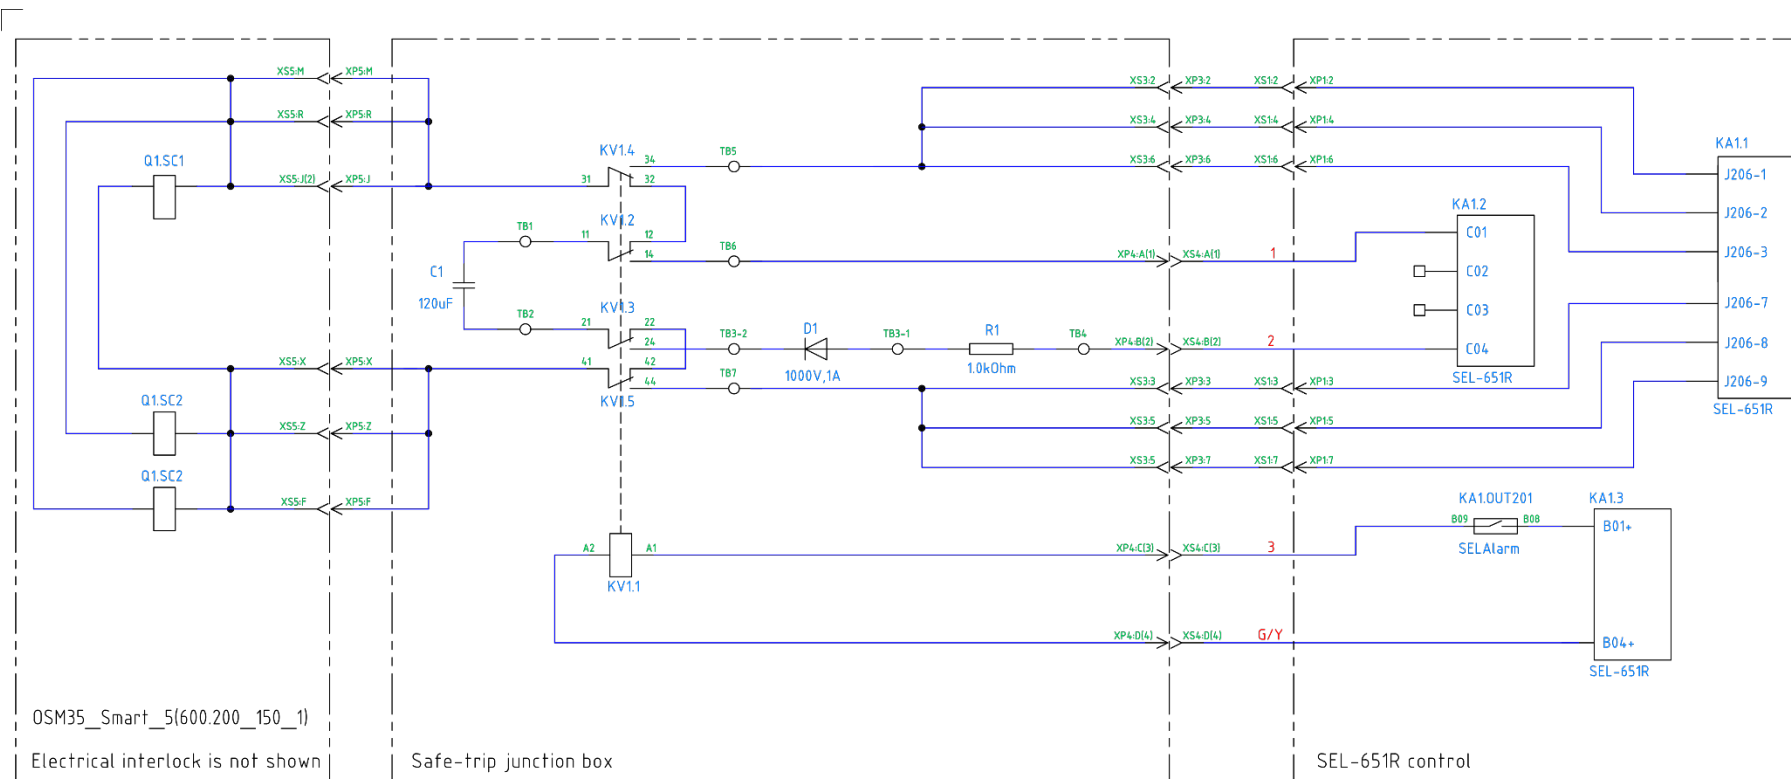 XS5:M XP5:M
XS5:R XP5:R
Q1.SC1
XS5:J(2) XP5:J
XS5:X XP5:X
Q1.SC2
XS5:Z XP5:Z
Q1.SC2
XS5:F XP5:F
OSM35_Smart_5(600.200_150_1)
Electrical interlock is not shown
KV1.4
34
31 32
TB5
KV1.2
TB1
11 12
14
TB6
C1
120uF
KV1.3
TB2
21 22
24
TB3-2
D1
1000V,1A
TB3-1
R1
1.0kOhm
TB4
41 42
44
TB7
KV1.5
A2 A1
KV1.1
Safe-trip junction box
XS3:2 XP3:2 XS1:2 XP1:2
XS3:4 XP3:4 XS1:4 XP1:4
XS3:6 XP3:6 XS1:6 XP1:6
XP4:A(1) XS4:A(1) 1
XP4:B(2) XS4:B(2) 2
XS3:3 XP3:3 XS1:3 XP1:3
XS3:5 XP3:5 XS1:5 XP1:5
XS3:5 XP3:7 XS1:7 XP1:7
XP4:C(3) XS4:C(3) 3
XP4:D(4) XS4:D(4) G/Y
KA1.2
C01
C02
C03
C04
SEL-651R
KA1.1
J206-1
J206-2
J206-3
J206-7
J206-8
J206-9
SEL-651R
KA1.OUT201
B09 B08
SELAlarm
KA1.3
B01+
B04+
SEL-651R
SEL-651R control